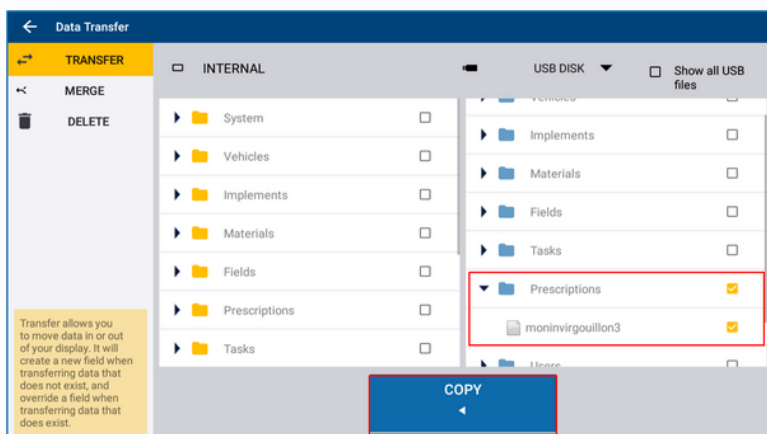 Data Transfer
TRANSFER
MERGE
DELETE
Transfer allows you
to move data in or out
of your display. It will
create a new field when
transferring data that
does not exist, and
override a field when
transferring data that
does exist.
INTERNAL
System
Vehicles
Implements
Materials
Fields
Prescriptions
Tasks
USB DISK
Show all USB
files
Vehicles
Implements
Materials
Fields
Tasks
Prescriptions
moninvirgouillon3
Users
COPY